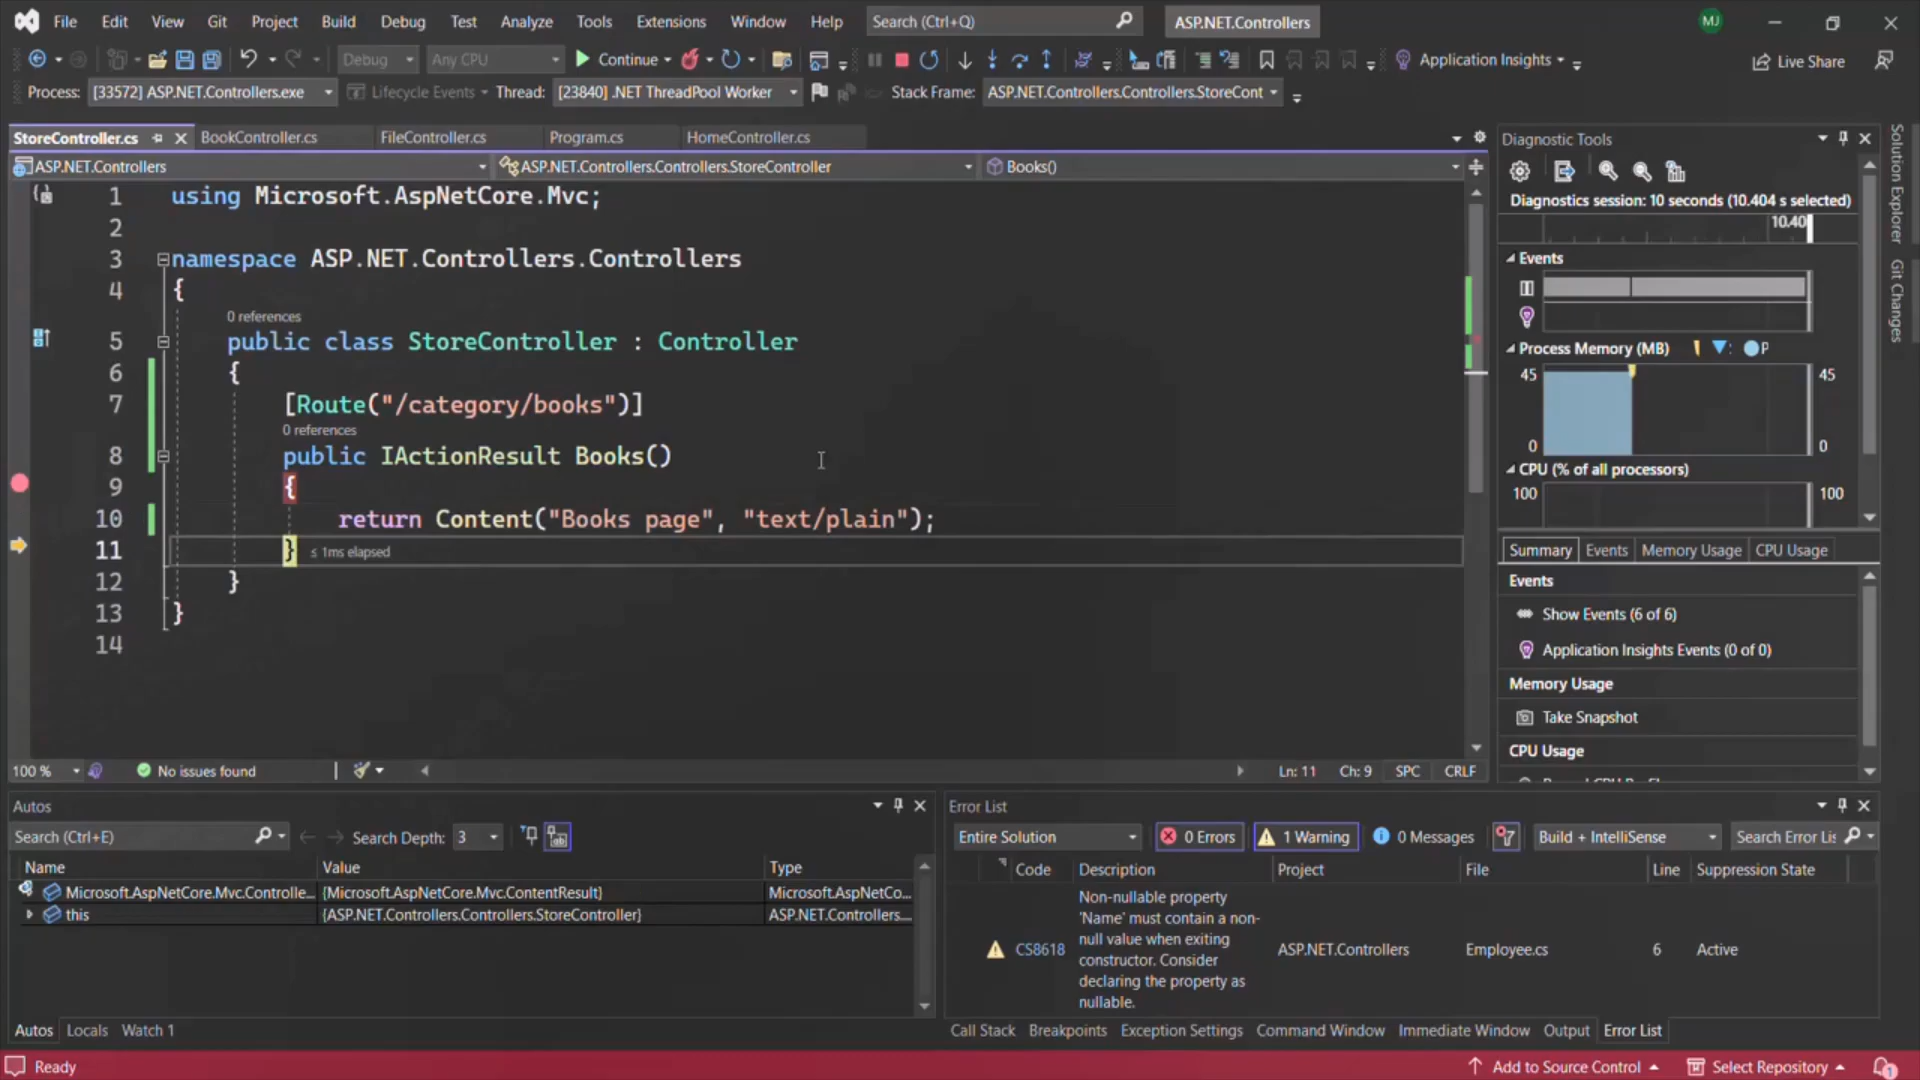 File Edit View Git Project Build Debug Test Analyze Tools Extensions Window Help Search (Ctrl+Q) ASP.NET.Controllers MJ
Debug Any CPU Continue Application Insights Live Share
Process: [33572] ASP.NET.Controllers.exe Lifecycle Events Thread: [23840] .NET ThreadPool Worker Stack Frame: ASP.NET.Controllers.Controllers.StoreCont
StoreController.cs BookController.cs FileController.cs Program.cs HomeController.cs
ASP.NET.Controllers ASP.NET.Controllers.Controllers.StoreController Books()
1 using Microsoft.AspNetCore.Mvc;
2
3 namespace ASP.NET.Controllers.Controllers
4 {
0 references
5 public class StoreController : Controller
6 {
7 [Route("/category/books")]
0 references
8 public IActionResult Books()
9 {
10 return Content("Books page", "text/plain");
11 } ≤ 1ms elapsed
12 }
13 }
14
100 % No issues found Ln: 11 Ch: 9 SPC CRLF
Diagnostic Tools
Diagnostics session: 10 seconds (10.404 s selected)
10.40
Events
Process Memory (MB) P
45 45
0 0
CPU (% of all processors)
100 100
Summary Events Memory Usage CPU Usage
Events
Show Events (6 of 6)
Application Insights Events (0 of 0)
Memory Usage
Take Snapshot
CPU Usage
Solution Explorer
Git Changes
Autos
Search (Ctrl+E) Search Depth: 3
Name Value Type
Microsoft.AspNetCore.Mvc.Controlle... {Microsoft.AspNetCore.Mvc.ContentResult} Microsoft.AspNetCo...
this {ASP.NET.Controllers.Controllers.StoreController} ASP.NET.Controllers....
Autos Locals Watch 1
Error List
Entire Solution 0 Errors 1 Warning 0 Messages Build + IntelliSense Search Error Lis
Code Description Project File Line Suppression State
CS8618 Non-nullable property
'Name' must contain a non-
null value when exiting
constructor. Consider
declaring the property as
nullable.
ASP.NET.Controllers Employee.cs 6 Active
Call Stack Breakpoints Exception Settings Command Window Immediate Window Output Error List
Ready Add to Source Control Select Repository 1